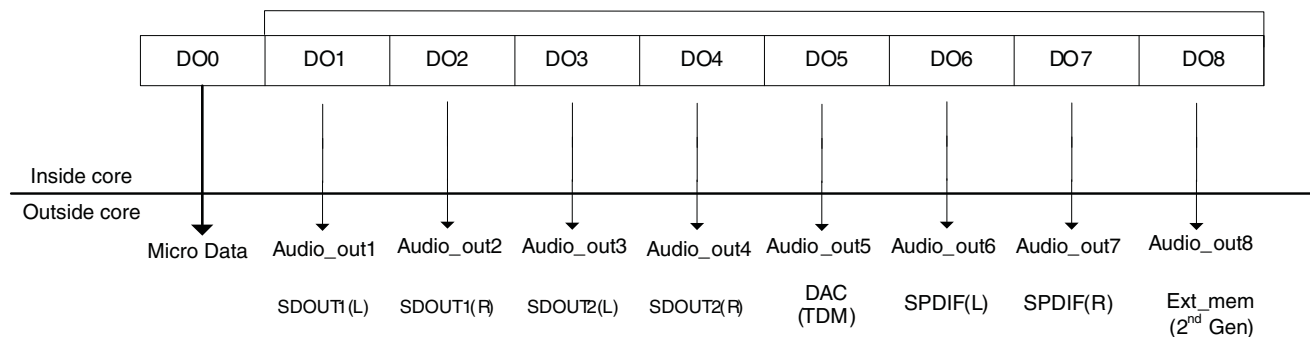 DO0 DO1 DO2 DO3 DO4 DO5 DO6 DO7 DO8
Inside core
Outside core
Micro Data Audio_out1 Audio_out2 Audio_out3 Audio_out4 Audio_out5 Audio_out6 Audio_out7 Audio_out8
SDOUT1(L) SDOUT1(R) SDOUT2(L) SDOUT2(R) DAC SPDIF(L) SPDIF(R) Ext_mem
(TDM) (2nd Gen)